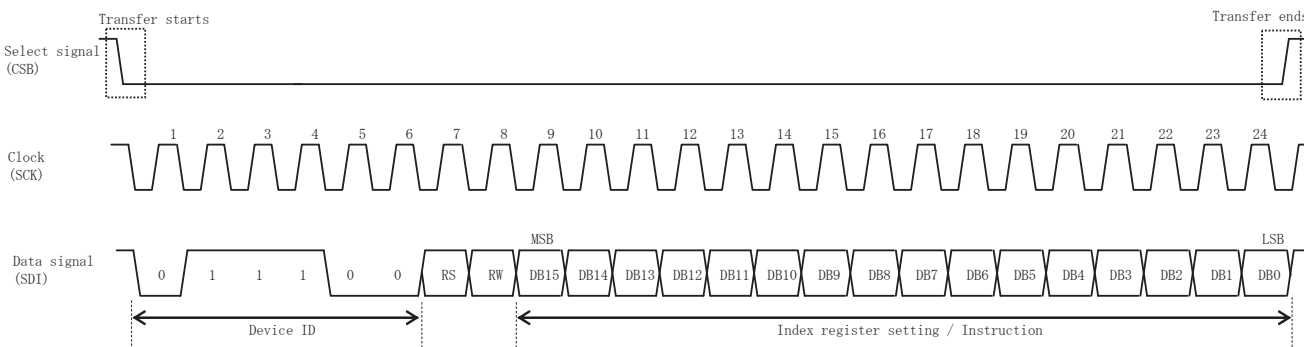 Transfer starts
Transfer ends
Select signal
(CSB)
1 2 3 4 5 6 7 8 9 10 11 12 13 14 15 16 17 18 19 20 21 22 23 24
Clock
(SCK)
MSB LSB
Data signal
(SDI)
0 1 1 1 0 0 RS RW DB15 DB14 DB13 DB12 DB11 DB10 DB9 DB8 DB7 DB6 DB5 DB4 DB3 DB2 DB1 DB0
Device ID
Index register setting / Instruction